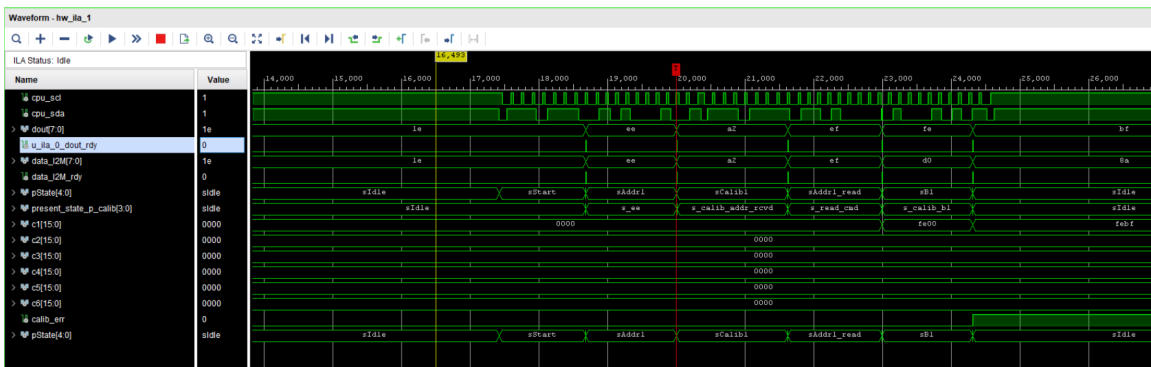 Waveform - hw_ila_1
ILA Status: Idle
16,493
Name Value
14,000 15,000 16,000 17,000 18,000 19,000 20,000 21,000 22,000 23,000 24,000 25,000 26,000
T
cpu_scl 1
cpu_sda 1
dout[7:0] 1e 1e ee a2 ef fe bf
u_ila_0_dout_rdy 0
data_I2M[7:0] 1e 1e ee a2 ef d0 8a
data_I2M_rdy 0
pState[4:0] sIdle sIdle sStart sAddr1 sCalib1 sAddr1_read sB1 sIdle
present_state_p_calib[3:0] sIdle sIdle s_ee s_calib_addr_rcvd s_read_cmd s_calib_b1 sIdle
c1[15:0] 0000 0000 fe00 febf
c2[15:0] 0000 0000
c3[15:0] 0000 0000
c4[15:0] 0000 0000
c5[15:0] 0000 0000
c6[15:0] 0000 0000
calib_err 0
pState[4:0] sIdle sIdle sStart sAddr1 sCalib1 sAddr1_read sB1 sIdle